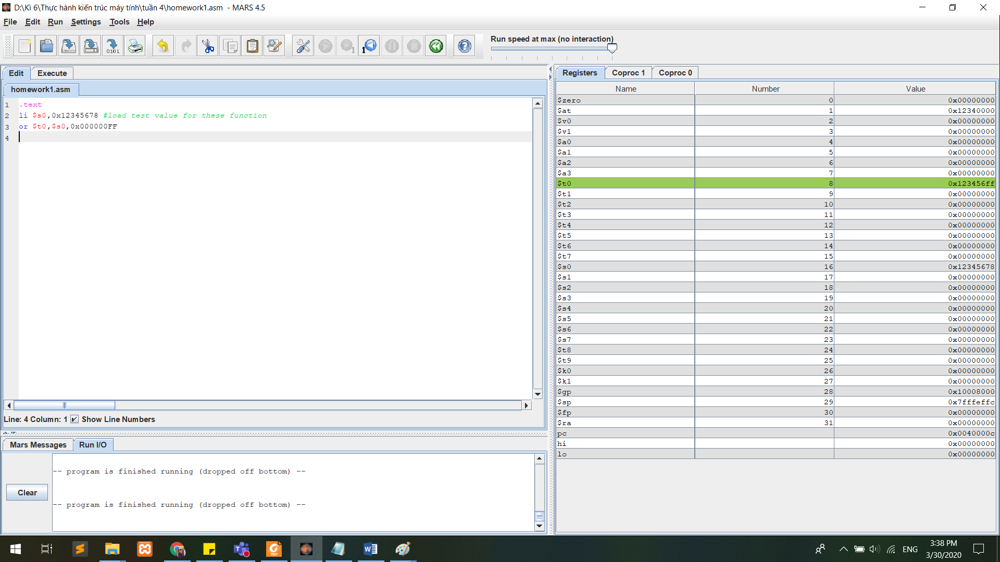 D:\Kì 6\Thực hành kiến trúc máy tính\tuần 4\homework1.asm - MARS 4.5
File Edit Run Settings Tools Help
Run speed at max (no interaction)
Edit Execute
homework1.asm
1 .text
2 li $s0,0x12345678 #load test value for these function
3 or $t0,$s0,0x000000FF
4
Line: 4 Column: 1 Show Line Numbers
Mars Messages Run I/O
Clear
-- program is finished running (dropped off bottom) --
-- program is finished running (dropped off bottom) --
Registers Coproc 1 Coproc 0
Name Number Value
$zero 0 0x00000000
$at 1 0x12340000
$v0 2 0x00000000
$v1 3 0x00000000
$a0 4 0x00000000
$a1 5 0x00000000
$a2 6 0x00000000
$a3 7 0x00000000
$t0 8 0x123456ff
$t1 9 0x00000000
$t2 10 0x00000000
$t3 11 0x00000000
$t4 12 0x00000000
$t5 13 0x00000000
$t6 14 0x00000000
$t7 15 0x00000000
$s0 16 0x12345678
$s1 17 0x00000000
$s2 18 0x00000000
$s3 19 0x00000000
$s4 20 0x00000000
$s5 21 0x00000000
$s6 22 0x00000000
$s7 23 0x00000000
$t8 24 0x00000000
$t9 25 0x00000000
$k0 26 0x00000000
$k1 27 0x00000000
$gp 28 0x10008000
$sp 29 0x7fffeffc
$fp 30 0x00000000
$ra 31 0x00000000
pc 0x0040000c
hi 0x00000000
lo 0x00000000
ENG
3:38 PM
3/30/2020